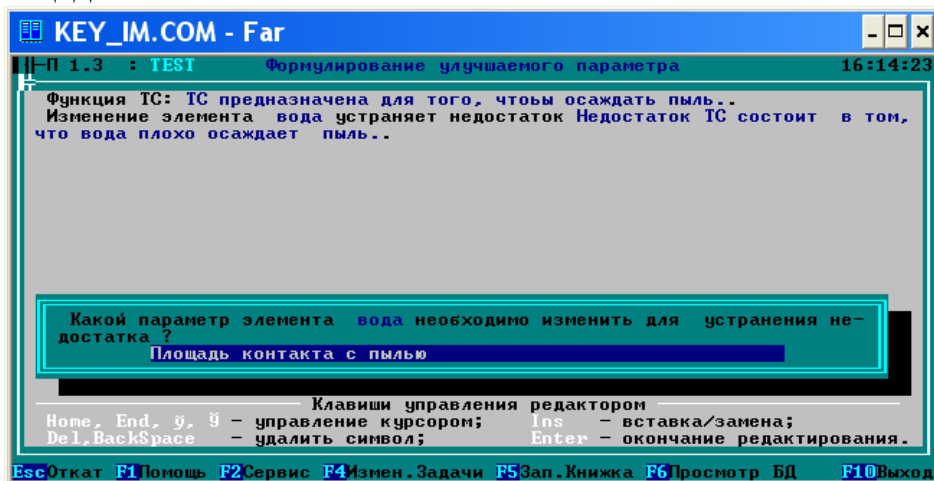 KEY_IM.COM - Far
П 1.3 : TEST Формулирование улучшаемого параметра 16:14:23
Функция ТС: ТС предназначена для того, чтоьы осаждать пыль..
Изменение элемента вода устраняет недостаток Недостаток ТС состоит в том,
что вода плохо осаждает пыль..
Какой параметр элемента вода необходимо изменить для устранения не-
достатка ?
Площадь контакта с пылью
Клавиши управления редактором
Home, End, ў, Ў - управление курсором; Ins - вставка/замена;
Del,BackSpace - удалить символ; Enter - окончание редактирования.
EscОткат F1Помощь F2Сервис F4Измен.Задачи F5Зап.Книжка F6Просмотр БД F10Выход